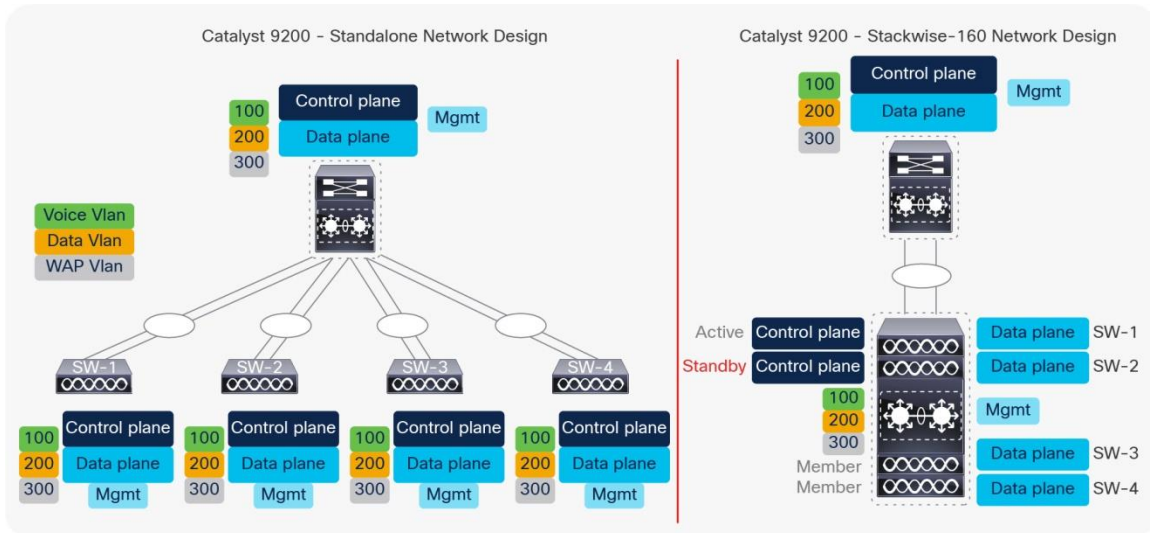 Catalyst 9200 - Standalone Network Design
100
200
300
Control plane
Data plane
Mgmt
Voice Vlan
Data Vlan
WAP Vlan
SW-1
SW-2
SW-3
SW-4
100
200
300
Control plane
Data plane
Mgmt
100
200
300
Control plane
Data plane
Mgmt
100
200
300
Control plane
Data plane
Mgmt
100
200
300
Control plane
Data plane
Mgmt
Catalyst 9200 - Stackwise-160 Network Design
100
200
300
Control plane
Data plane
Mgmt
Active Control plane Data plane SW-1
Standby Control plane Data plane SW-2
100
200
300
Mgmt
Member Data plane SW-3
Member Data plane SW-4